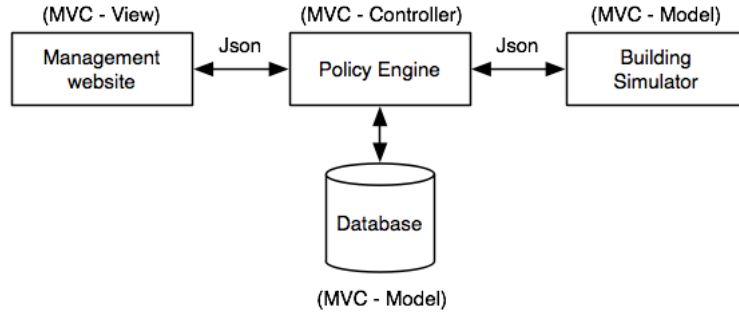 (MVC - View)
(MVC - Controller)
(MVC - Model)
Management
website
Json
Policy Engine
Json
Building
Simulator
Database
(MVC - Model)